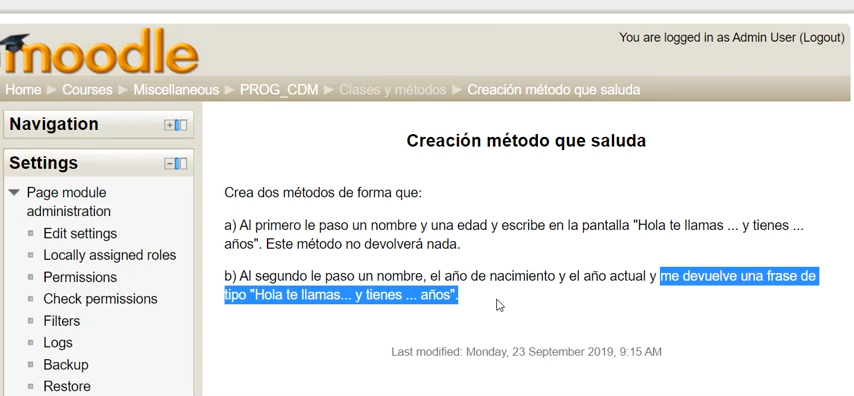 moodle
You are logged in as Admin User (Logout)
Home ► Courses ► Miscellaneous ► PROG_CDM ► Clases y métodos ► Creación método que saluda
Navigation
Settings
Page module
administration
Edit settings
Locally assigned roles
Permissions
Check permissions
Filters
Logs
Backup
Restore
Creación método que saluda
Crea dos métodos de forma que:
a) Al primero le paso un nombre y una edad y escribe en la pantalla "Hola te llamas ... y tienes ...
años". Este método no devolverá nada.
b) Al segundo le paso un nombre, el año de nacimiento y el año actual y me devuelve una frase de
tipo "Hola te llamas... y tienes ... años".
Last modified: Monday, 23 September 2019, 9:15 AM